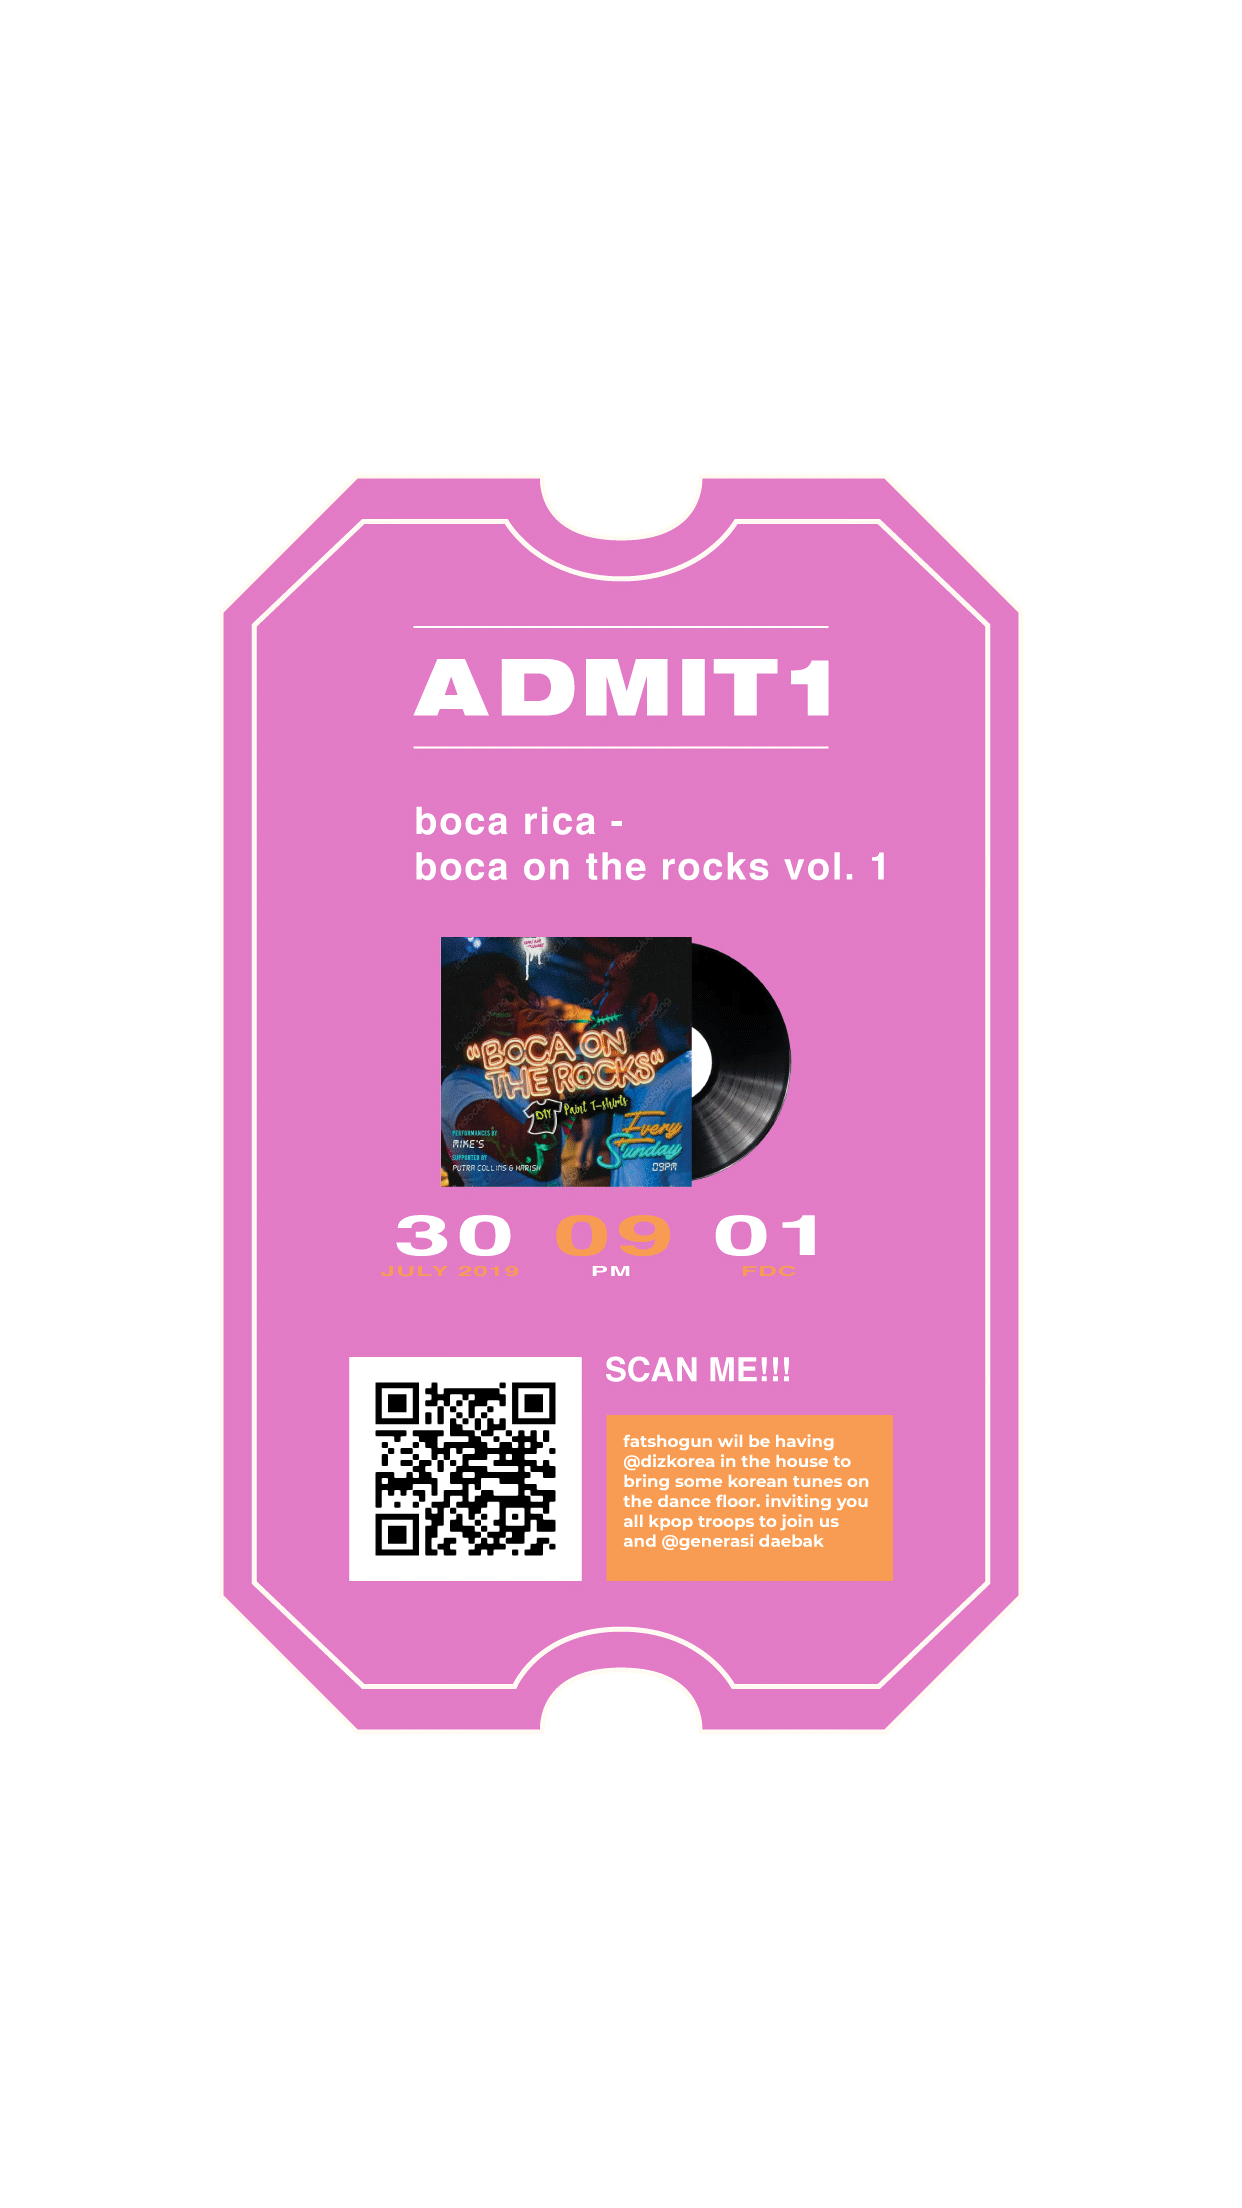 ADMIT1
boca rica -
boca on the rocks vol. 1
"BOCA ON
THE ROCKS"
DIY Paint T-shirts
PERFORMANCES BY
MIKE'S
SUPPORTED BY
PUTRA COLLINS & MARISH
Every
Sunday
09PM
30 09 01
JULY 2019 PM FDC
SCAN ME!!!
fatshogun wil be having
@dizkorea in the house to
bring some korean tunes on
the dance floor. inviting you
all kpop troops to join us
and @generasi daebak